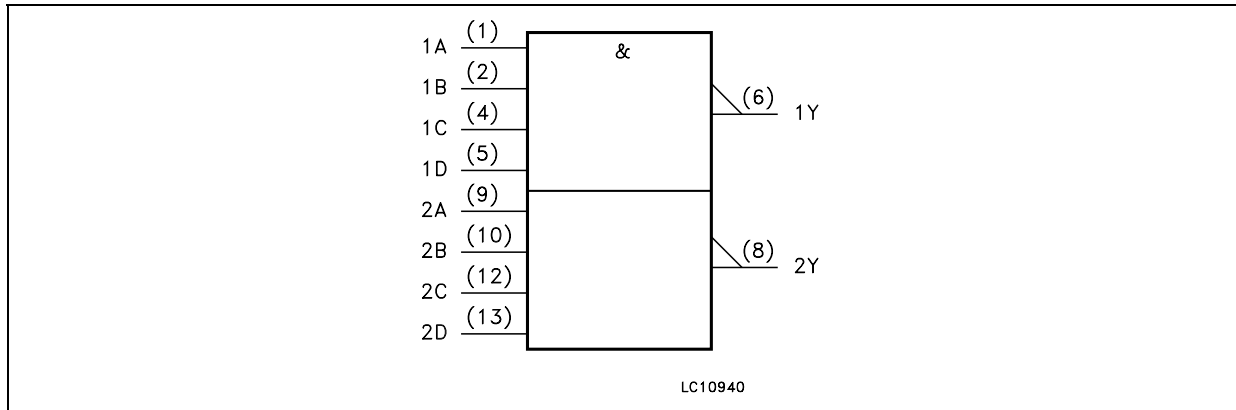 1A (1)
&
1B (2)
(6) 1Y
1C (4)
1D (5)
2A (9)
2B (10)
(8) 2Y
2C (12)
2D (13)
LC10940